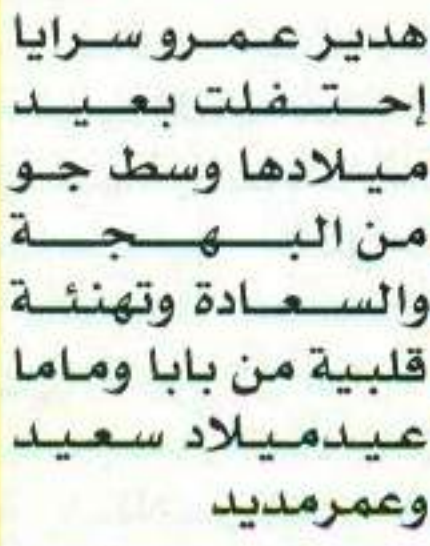 هدير عمرو سرايا
إحتفلت بعيد
ميلادها وسط جو
من البهجة
والسعادة وتهنئة
قلبية من بابا وماما
عيدميلاد سعيد
وعمرمديد